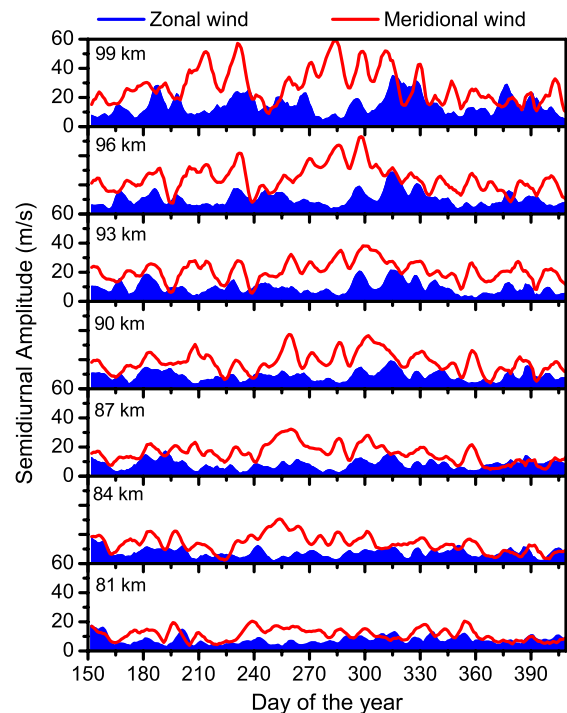 Zonal wind Meridional wind
60
99 km
40
20
0
96 km
60
93 km
40
20
0
90 km
60
87 km
40
20
0
84 km
60
81 km
40
20
0
150 180 210 240 270 300 330 360 390
Day of the year
Semidiurnal Amplitude (m/s)